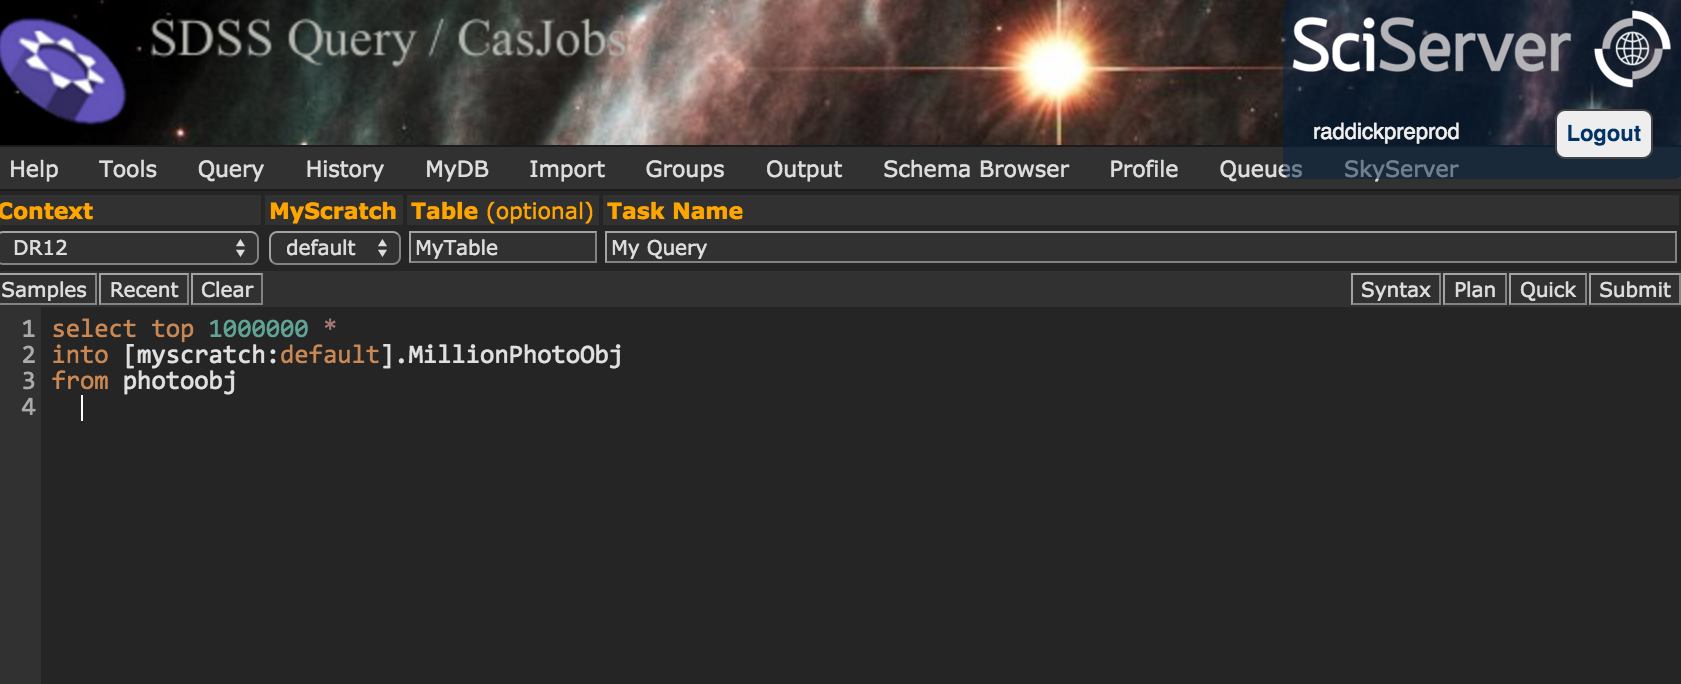 SDSS Query / CasJobs
SciServer
raddickpreprod
Logout
Help Tools Query History MyDB Import Groups Output Schema Browser Profile Queues SkyServer
Context MyScratch Table (optional) Task Name
DR12 default MyTable My Query
Samples Recent Clear Syntax Plan Quick Submit
1 select top 1000000 *
2 into [myscratch:default].MillionPhotoObj
3 from photoobj
4